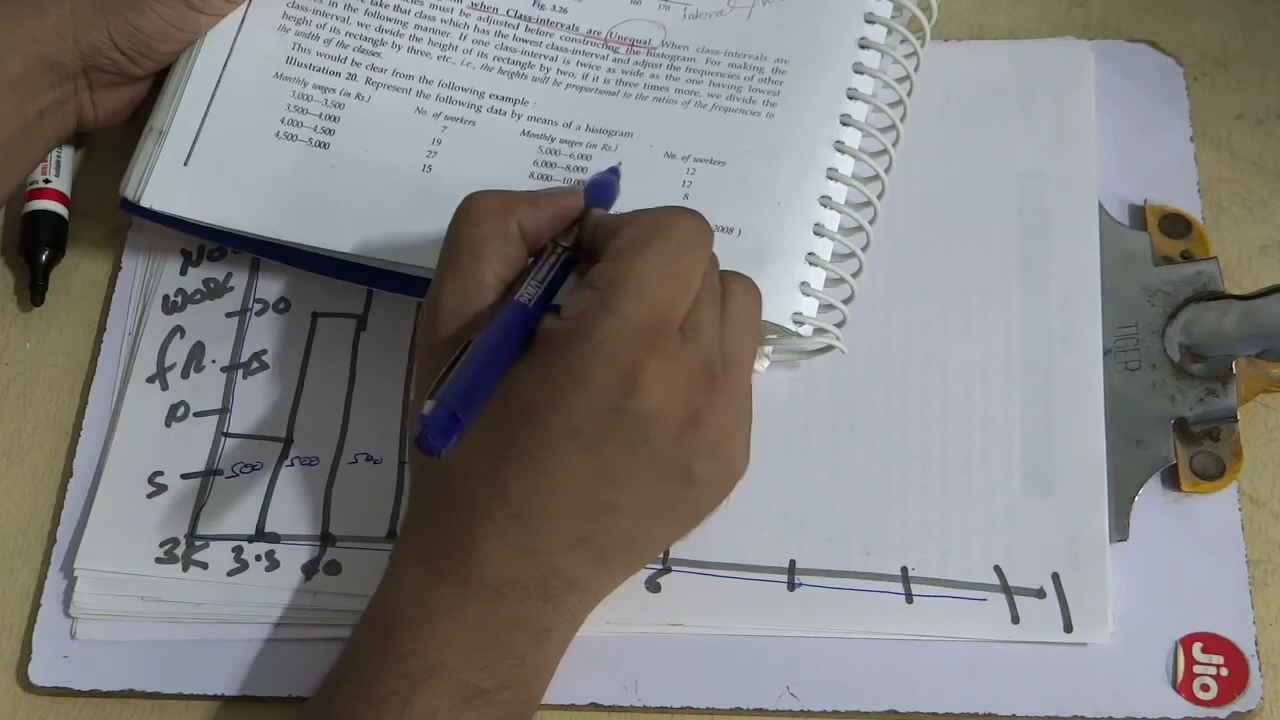 Fig. 3.26
160 170
interval
when Class-intervals are Unequal. When class-intervals are
must be adjusted before constructing the histogram. For making the
take that class which has the lowest class-interval and adjust the frequencies of other
in the following manner. If one class-interval is twice as wide as the one having lowest
class-interval, we divide the height of its rectangle by two; if it is three times more, we divide the
height of its rectangle by three, etc., i.e., the heights will be proportional to the ratios of the frequencies to
the width of the classes.
This would be clear from the following example :
Illustration 20. Represent the following data by means of a histogram :
Monthly wages (in Rs.) No. of workers Monthly wages (in Rs.) No. of workers
3,000—3,500 7 5,000—6,000 12
3,500—4,000 19 6,000—8,000 12
4,000—4,500 27 8,000—10,000 8
4,500—5,000 15
2008 )
No.
Work
20
fr. 15
10
5 500 500 500
3K 3.5 40 6
TIGER
Jio